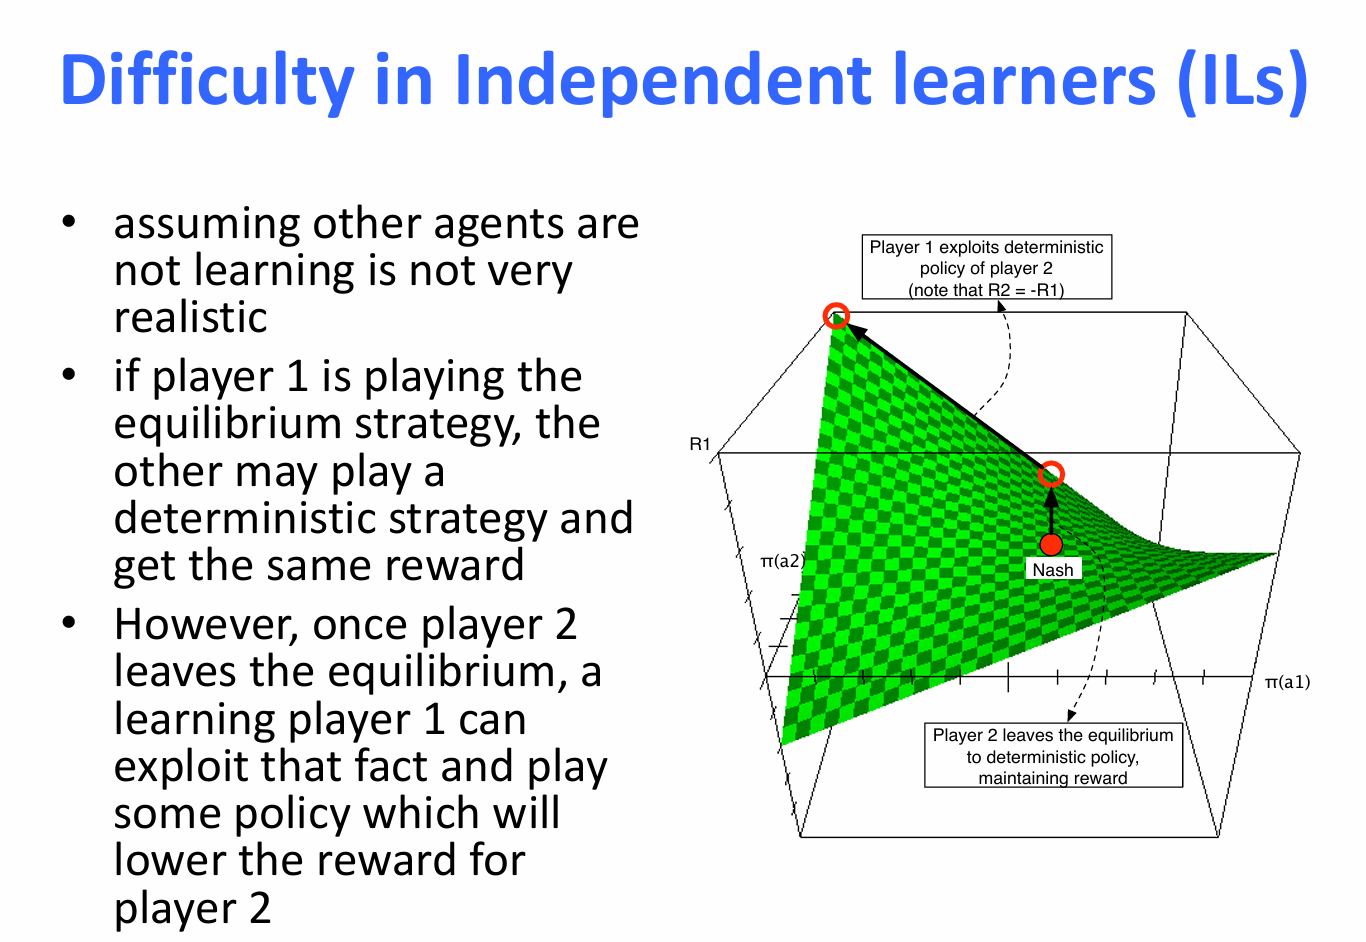 Difficulty in Independent learners (ILs)
• assuming other agents are
not learning is not very
realistic
• if player 1 is playing the
equilibrium strategy, the
other may play a
deterministic strategy and
get the same reward
• However, once player 2
leaves the equilibrium, a
learning player 1 can
exploit that fact and play
some policy which will
lower the reward for
player 2
Player 1 exploits deterministic
policy of player 2
(note that R2 = -R1)
R1
π(a2)
Nash
π(a1)
Player 2 leaves the equilibrium
to deterministic policy,
maintaining reward